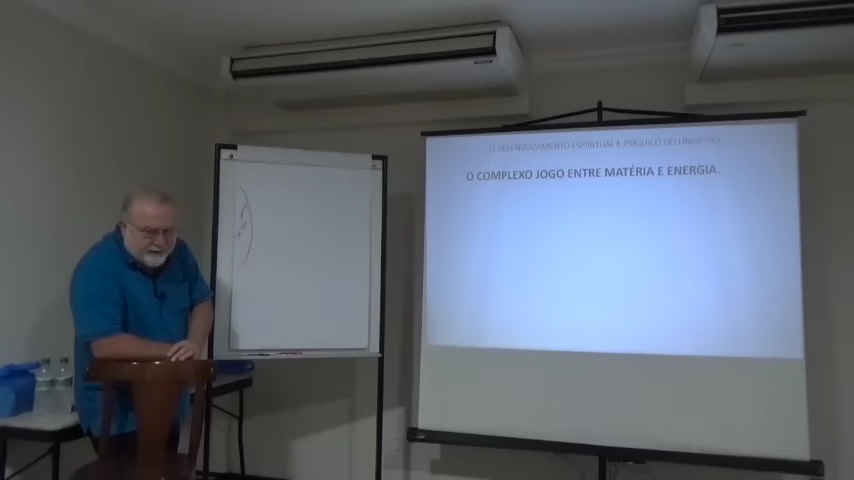 O DESENVOLVIMENTO ESPIRITUAL E PSÍQUICO DO UNIVERSO.
O COMPLEXO JOGO ENTRE MATÉRIA E ENERGIA.